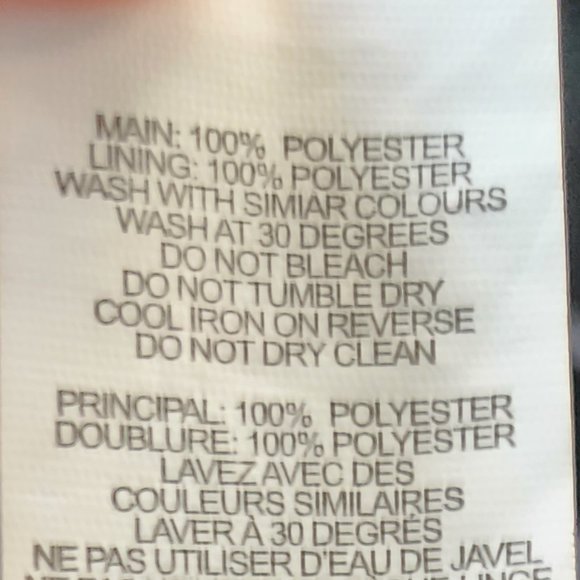 MAIN: 100% POLYESTER
LINING: 100% POLYESTER
WASH WITH SIMIAR COLOURS
WASH AT 30 DEGREES
DO NOT BLEACH
DO NOT TUMBLE DRY
COOL IRON ON REVERSE
DO NOT DRY CLEAN
PRINCIPAL: 100% POLYESTER
DOUBLURE: 100% POLYESTER
LAVEZ AVEC DES
COULEURS SIMILAIRES
LAVER À 30 DEGRÉS
NE PAS UTILISER D'EAU DE JAVEL